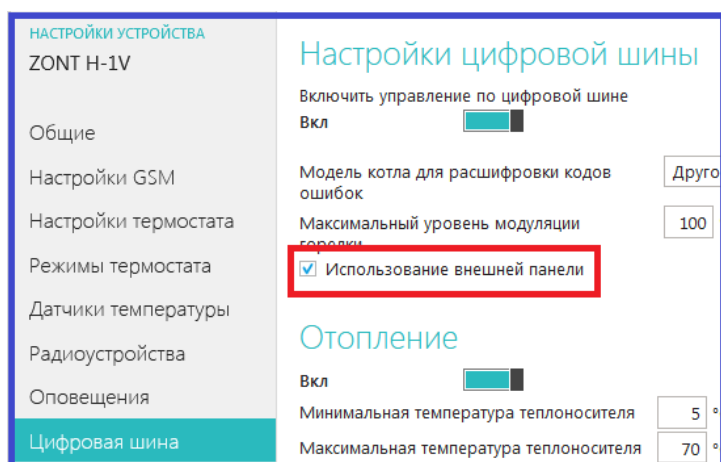 НАСТРОЙКИ УСТРОЙСТВА
ZONT H-1V
Общие
Настройки GSM
Настройки термостата
Режимы термостата
Датчики температуры
Радиоустройства
Оповещения
Цифровая шина
Настройки цифровой шины
Включить управление по цифровой шине
Вкл
Модель котла для расшифровки кодов Друго
ошибок
Максимальный уровень модуляции 100
горелки
Использование внешней панели
Отопление
Вкл
Минимальная температура теплоносителя 5 °
Максимальная температура теплоносителя 70 °